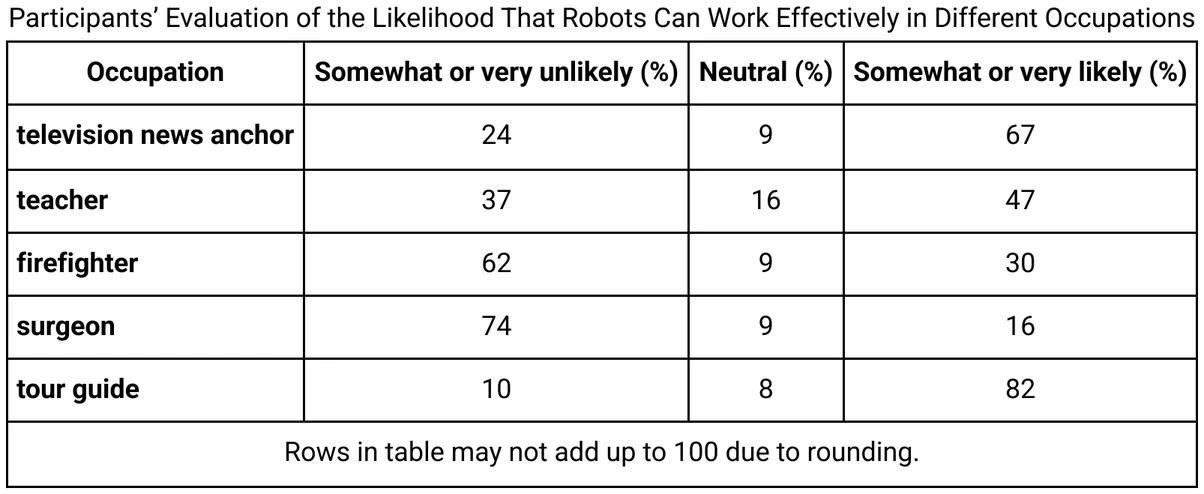 Participants’ Evaluation of the Likelihood That Robots Can Work Effectively in Different Occupations
Occupation Somewhat or very unlikely (%) Neutral (%) Somewhat or very likely (%)
television news anchor 24 9 67
teacher 37 16 47
firefighter 62 9 30
surgeon 74 9 16
tour guide 10 8 82
Rows in table may not add up to 100 due to rounding.